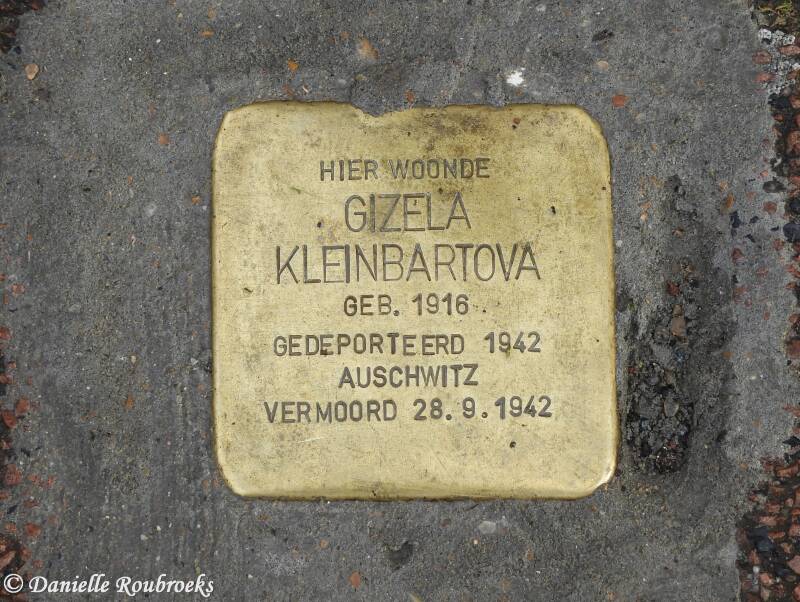 HIER WOONDE
GIZELA
KLEINBARTOVA
GEB. 1916
GEDEPORTEERD 1942
AUSCHWITZ
VERMOORD 28.9.1942
© Danielle Roubroeks